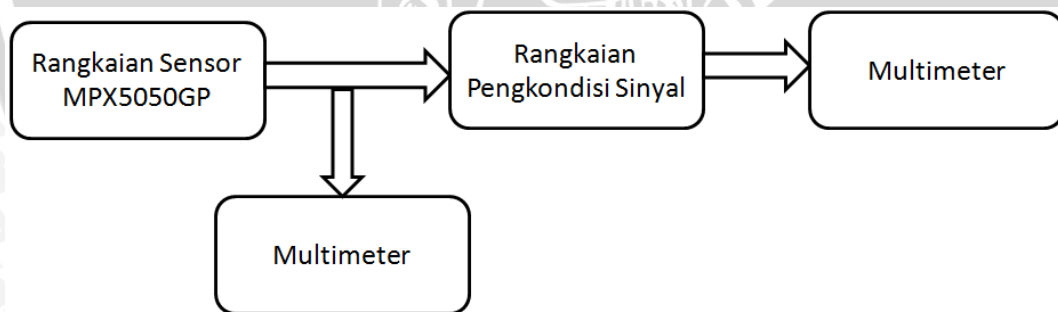 Rangkaian Sensor
MPX5050GP
Rangkaian
Pengkondisi Sinyal
Multimeter
Multimeter